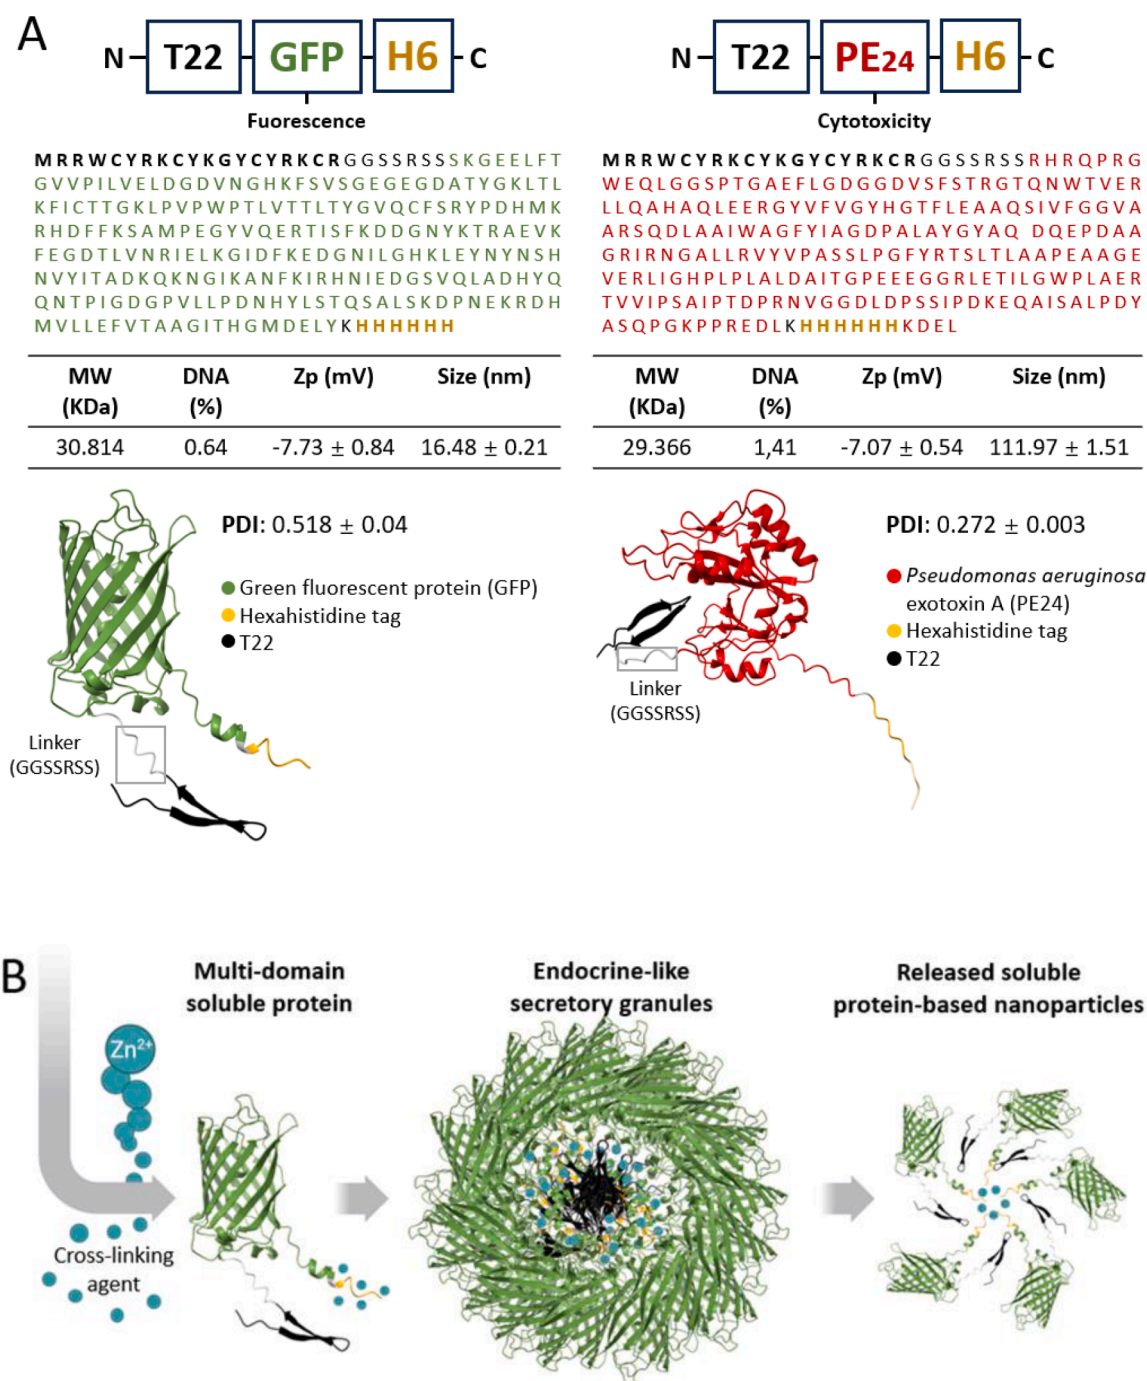 A
N T22 GFP H6 C
Fuorescence
MRRWCYRKCYKGYCYRKCRGGSSRSSSKGEELFT
GVVPILVELDGDVNGHKFSVSGEGEGDATYGKLTL
KFICTTGKLPVPWPTLVTTLTYGVQCFSRYPDHMK
RHDFFKSAMPEGYVQERTISFKDDGNYKTRAEVK
FEGDTLVNRIELKGIDFKEDGNILGHKLEYNYNSH
NVYITADKQKNGIKANFKIRHNIEDGSVQLADHYQ
QNTPIGDGPVLLPDNHYLSTQSALSKDPNEKRDH
MVLLEFVTAAGITHGMDELYKHHHHHH
MW (KDa) DNA (%) Zp (mV) Size (nm)
30.814 0.64 -7.73 ± 0.84 16.48 ± 0.21
PDI: 0.518 ± 0.04
Green fluorescent protein (GFP)
Hexahistidine tag
T22
Linker
(GGSSRSS)
N T22 PE24 H6 C
Cytotoxicity
MRRWCYRKCYKGYCYRKCRGGSSRSSRHRQPRG
WEQLGGSPTGAEFLGDGGDVSFSTRGTQNWTVER
LLQAHAQLEERGYVFVGYHGTFLEAAQSIVFGGVA
ARSQDLAAIWAGFYIAGDPALAYGYAQ DQEPDAA
GRIRNGALLRVYVPASSLPGFYRTSLTLAAPEAAGE
VERLIGHPLPLALDAITGPEEEGGRLETILGWPLAER
TVVIPSAIPTDPRNVGGDLDPSSIPDKEQAISALPDY
ASQPGKPPREDLKHHHHHHKDEL
MW (KDa) DNA (%) Zp (mV) Size (nm)
29.366 1,41 -7.07 ± 0.54 111.97 ± 1.51
PDI: 0.272 ± 0.003
Pseudomonas aeruginosa
exotoxin A (PE24)
Hexahistidine tag
T22
Linker
(GGSSRSS)
B
Multi-domain
soluble protein
Endocrine-like
secretory granules
Released soluble
protein-based nanoparticles
Zn2+
Cross-linking
agent